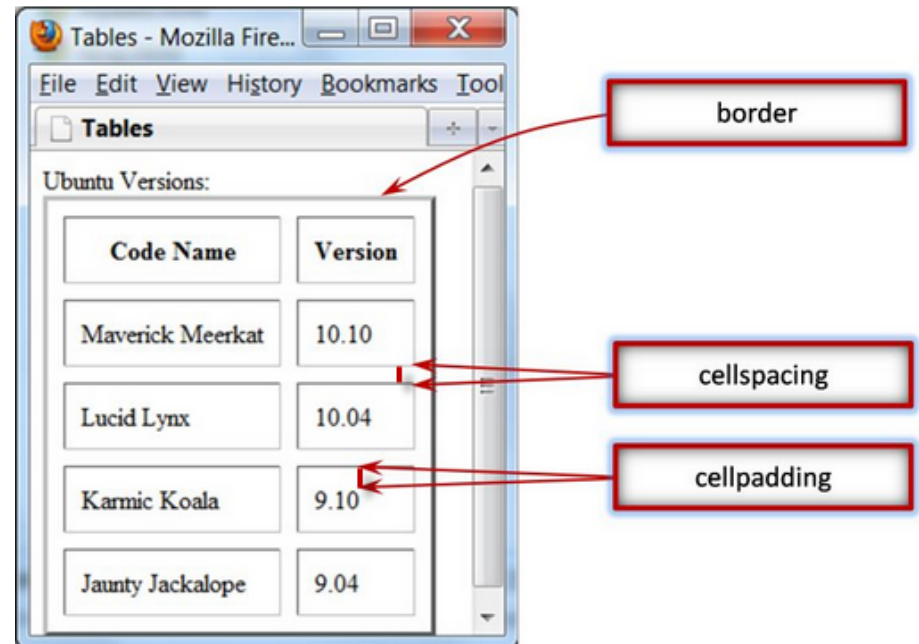 Tables - Mozilla Fire...
File Edit View History Bookmarks Tool
Tables
Ubuntu Versions:
Code Name Version
Maverick Meerkat 10.10
Lucid Lynx 10.04
Karmic Koala 9.10
Jaunty Jackalope 9.04
border
cellspacing
cellpadding